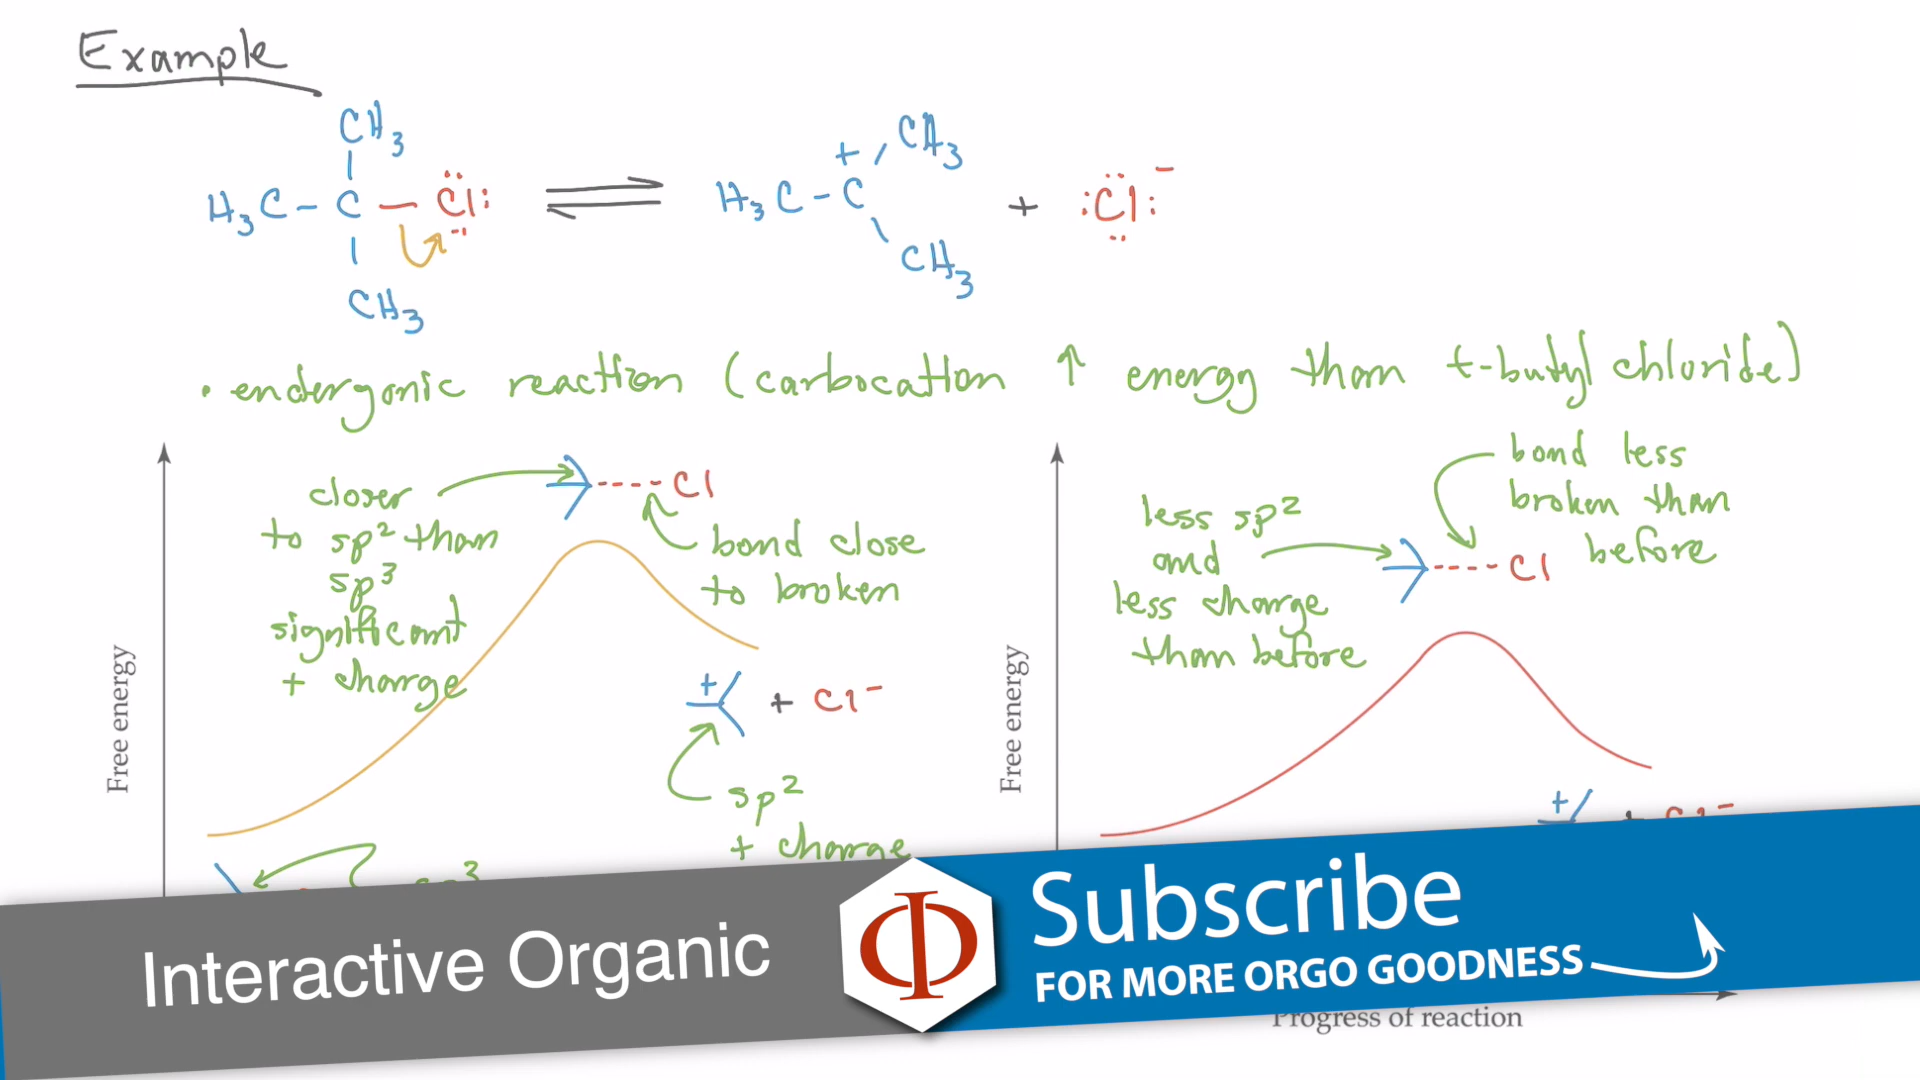 Example
CH3
H3C - C - Cl ⇌ H3C - C + CH3 + Cl -
CH3
CH3
• endergonic reaction (carbocation ↑ energy than t-butyl chloride)
closer
to sp2 than
sp3
significant
+ charge
Cl
bond close
to broken
+ + Cl-
sp2
+ charge
Free energy
less sp2
and
less charge
than before
bond less
broken than
before
Cl
Free energy
+
Interactive Organic
Φ
Subscribe
FOR MORE ORGO GOODNESS
Progress of reaction